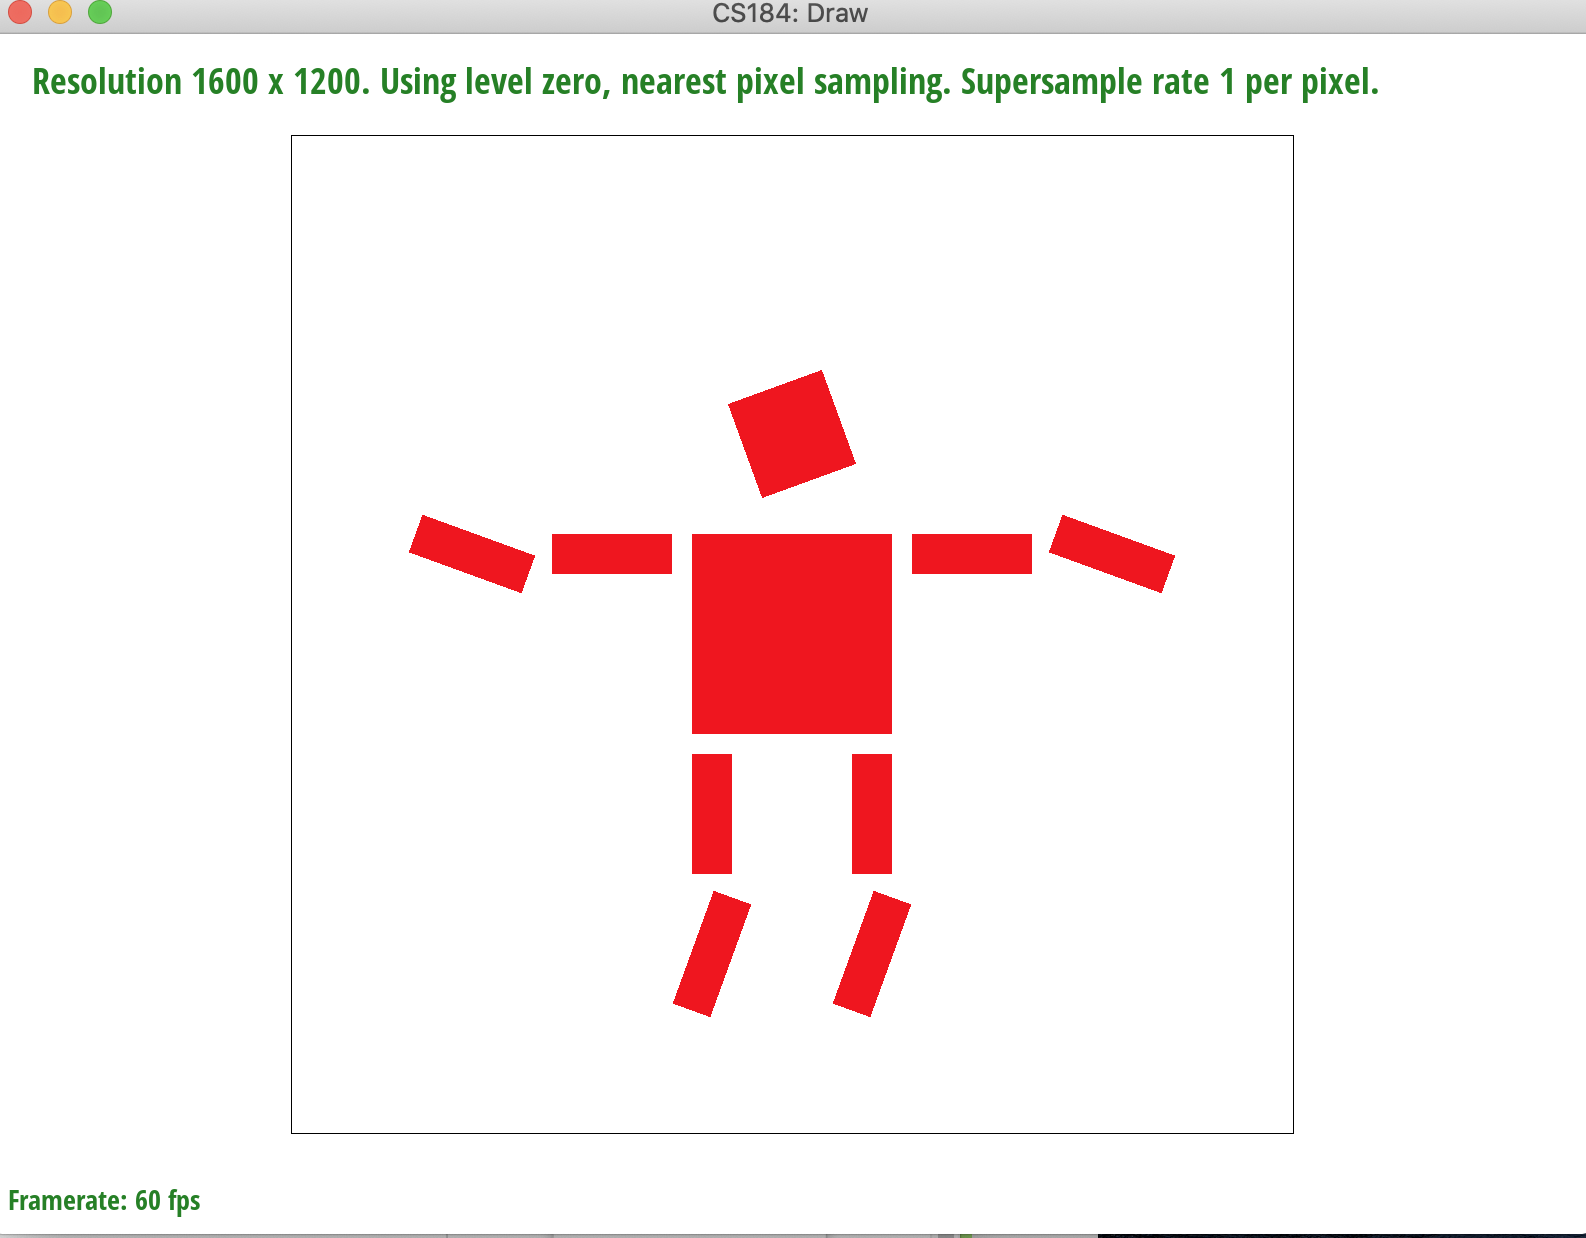 CS184: Draw
Resolution 1600 x 1200. Using level zero, nearest pixel sampling. Supersample rate 1 per pixel.
Framerate: 60 fps